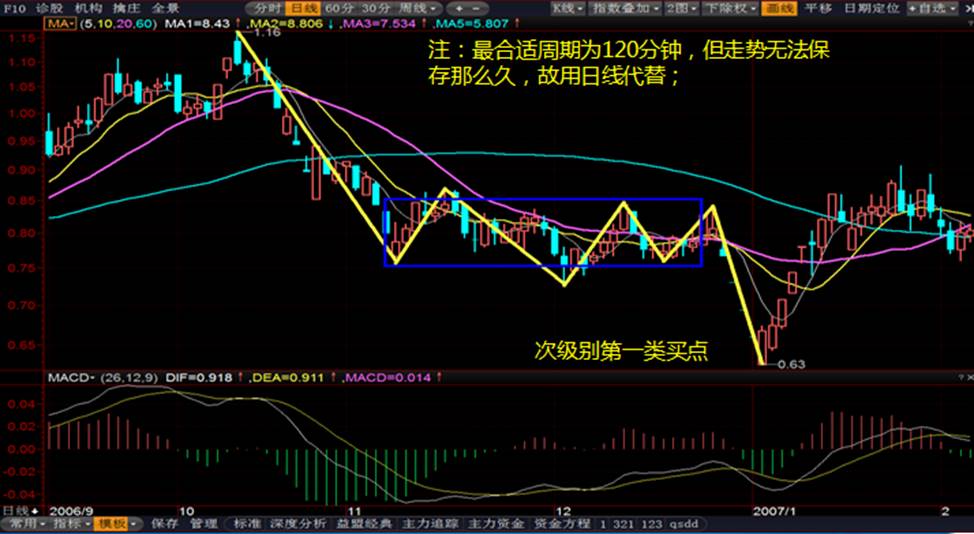 F10 诊股 机构 擒庄 全景 分时 日线 60分 30分 周线 + - K线 指数叠加 2图 下除权 画线 平移 日期定位 +自选
MA (5,10,20,60) MA1=8.43↑ ,MA2=8.806↓ ,MA3=7.534↑ ,MA5=5.807↑
1.15
1.16
注：最合适周期为120分钟，但走势无法保
存那么久，故用日线代替；
1.10
1.05
1.00
0.95
0.90
0.85
0.80
0.75
0.70
0.65
次级别第一类买点
0.63
MACD (26,12,9) DIF=0.918↑ ,DEA=0.911↑ ,MACD=0.014↑
0.04
0.02
0.00
-0.02
-0.04
日线 2006/9 10 11 12 2007/1 2
常用 指标 模板 保存 管理 标准 深度分析 益盟经典 主力追踪 主力资金 资金方程 1 321 123 qsdd